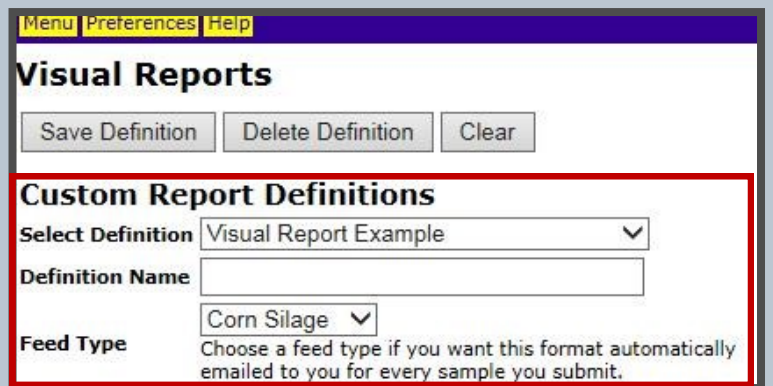 Menu Preferences Help
Visual Reports
Save Definition Delete Definition Clear
Custom Report Definitions
Select Definition Visual Report Example
Definition Name
Corn Silage
Feed Type
Choose a feed type if you want this format automatically
emailed to you for every sample you submit.